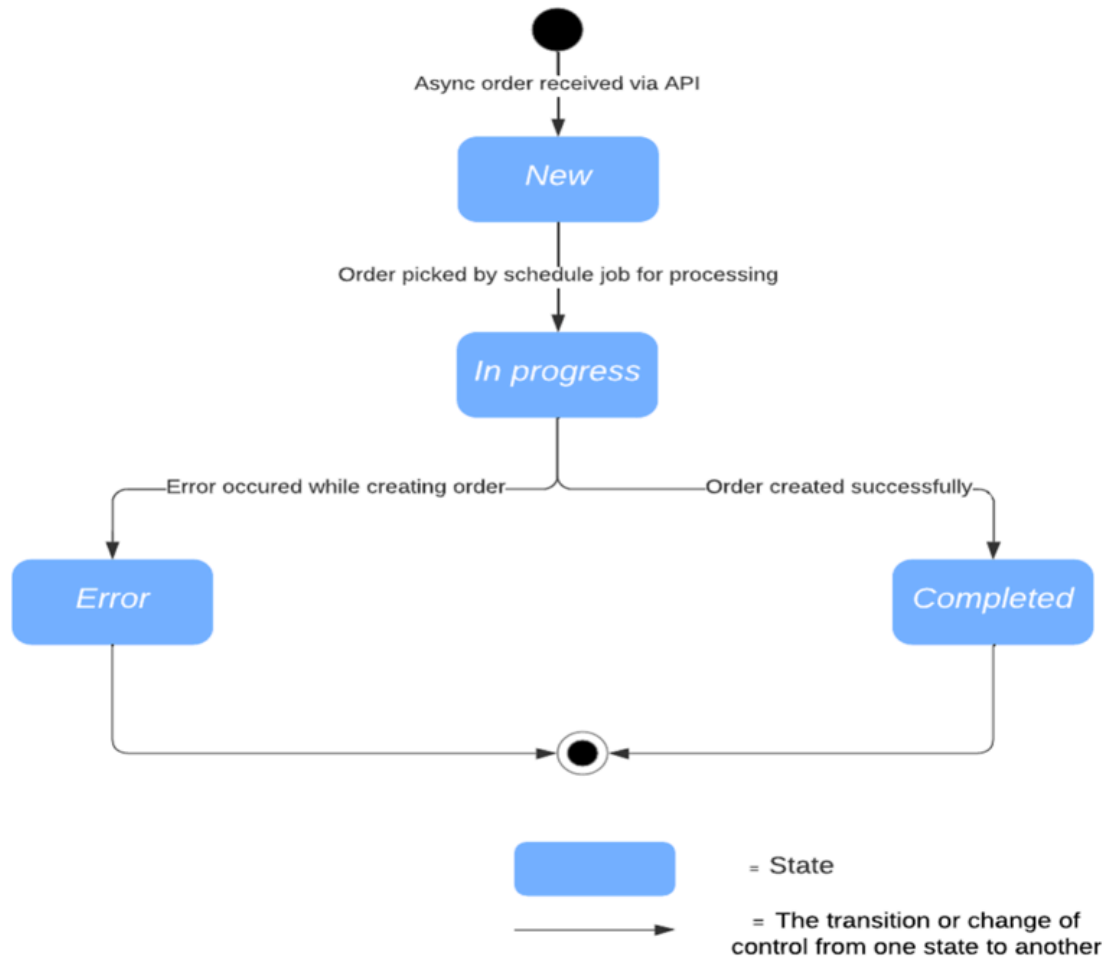 Async order received via API
New
Order picked by schedule job for processing
In progress
Error occured while creating order
Order created successfully
Error
Completed
= State
= The transition or change of
control from one state to another